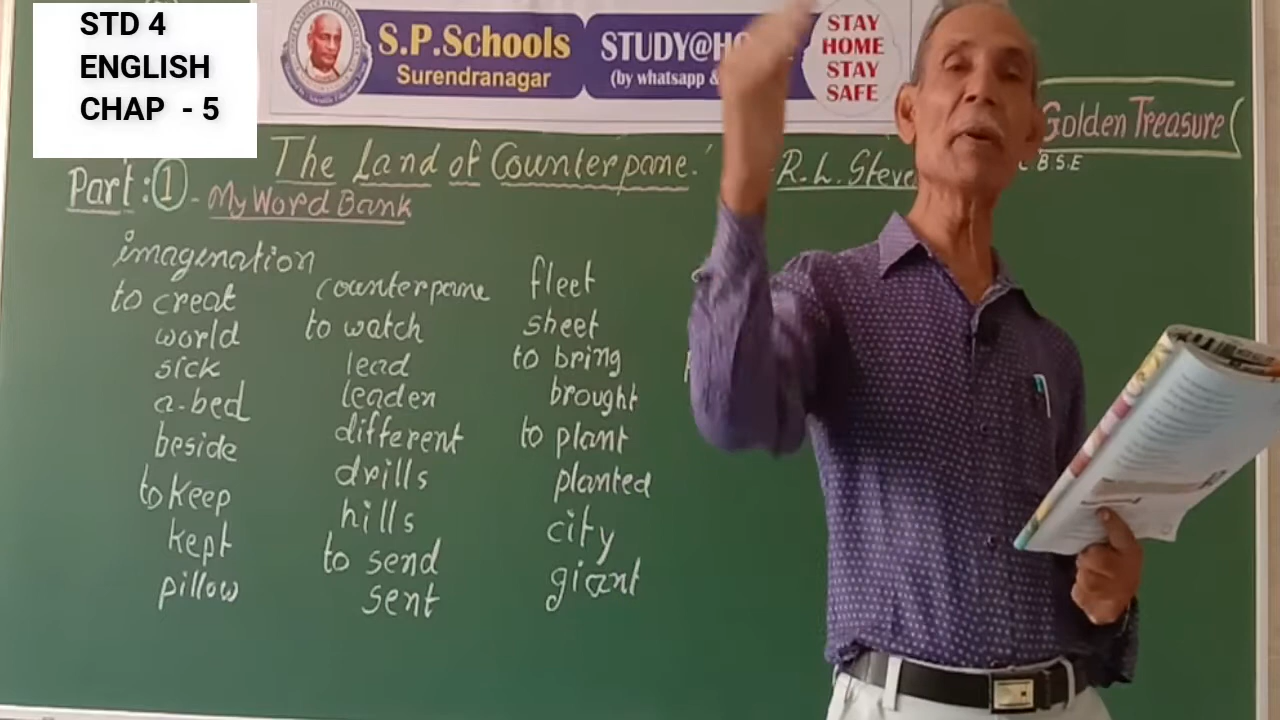 STD 4
ENGLISH
CHAP - 5
S.P.Schools
Surendranagar
STUDY@HO
(by whatsapp &
STAY
HOME
STAY
SAFE
Golden Treasure
C.B.S.E
The Land of Counterpane.'
- R. L. Steve
Part: 1 - My Word Bank
imagenation
to creat
world
sick
a-bed
beside
to keep
kept
pillow
counterpane
to watch
lead
leaden
different
drills
hills
to send
sent
fleet
sheet
to bring
brought
to plant
planted
city
giant